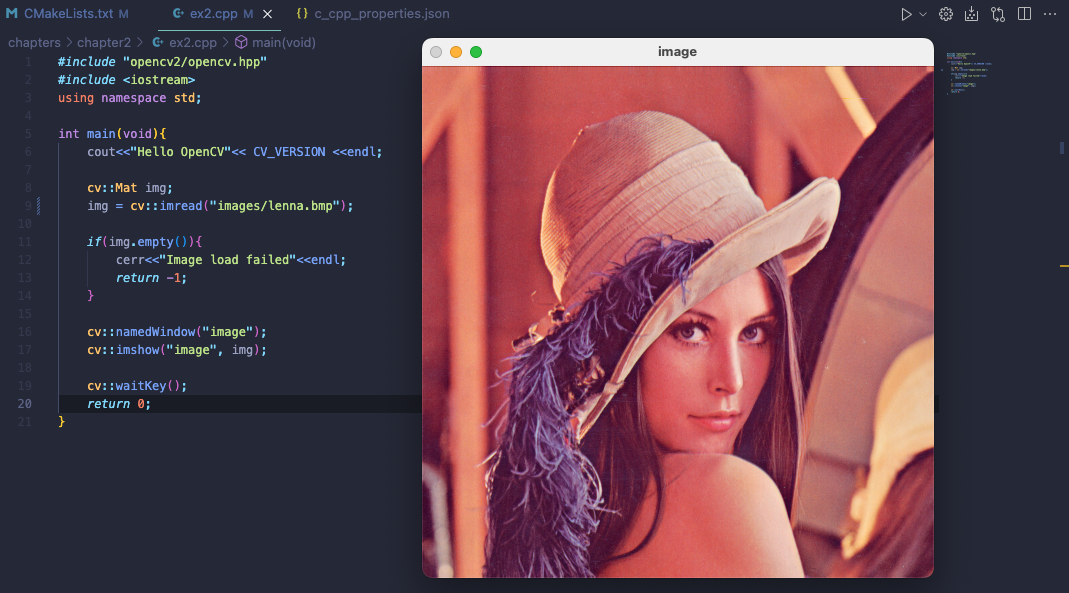 CMakeLists.txt M
ex2.cpp M
c_cpp_properties.json
chapters > chapter2 > ex2.cpp > main(void)
image
1 #include "opencv2/opencv.hpp"
2 #include <iostream>
3 using namespace std;
4
5 int main(void){
6 cout<<"Hello OpenCV"<< CV_VERSION <<endl;
7
8 cv::Mat img;
9 img = cv::imread("images/lenna.bmp");
10
11 if(img.empty()){
12 cerr<<"Image load failed"<<endl;
13 return -1;
14 }
15
16 cv::namedWindow("image");
17 cv::imshow("image", img);
18
19 cv::waitKey();
20 return 0;
21 }